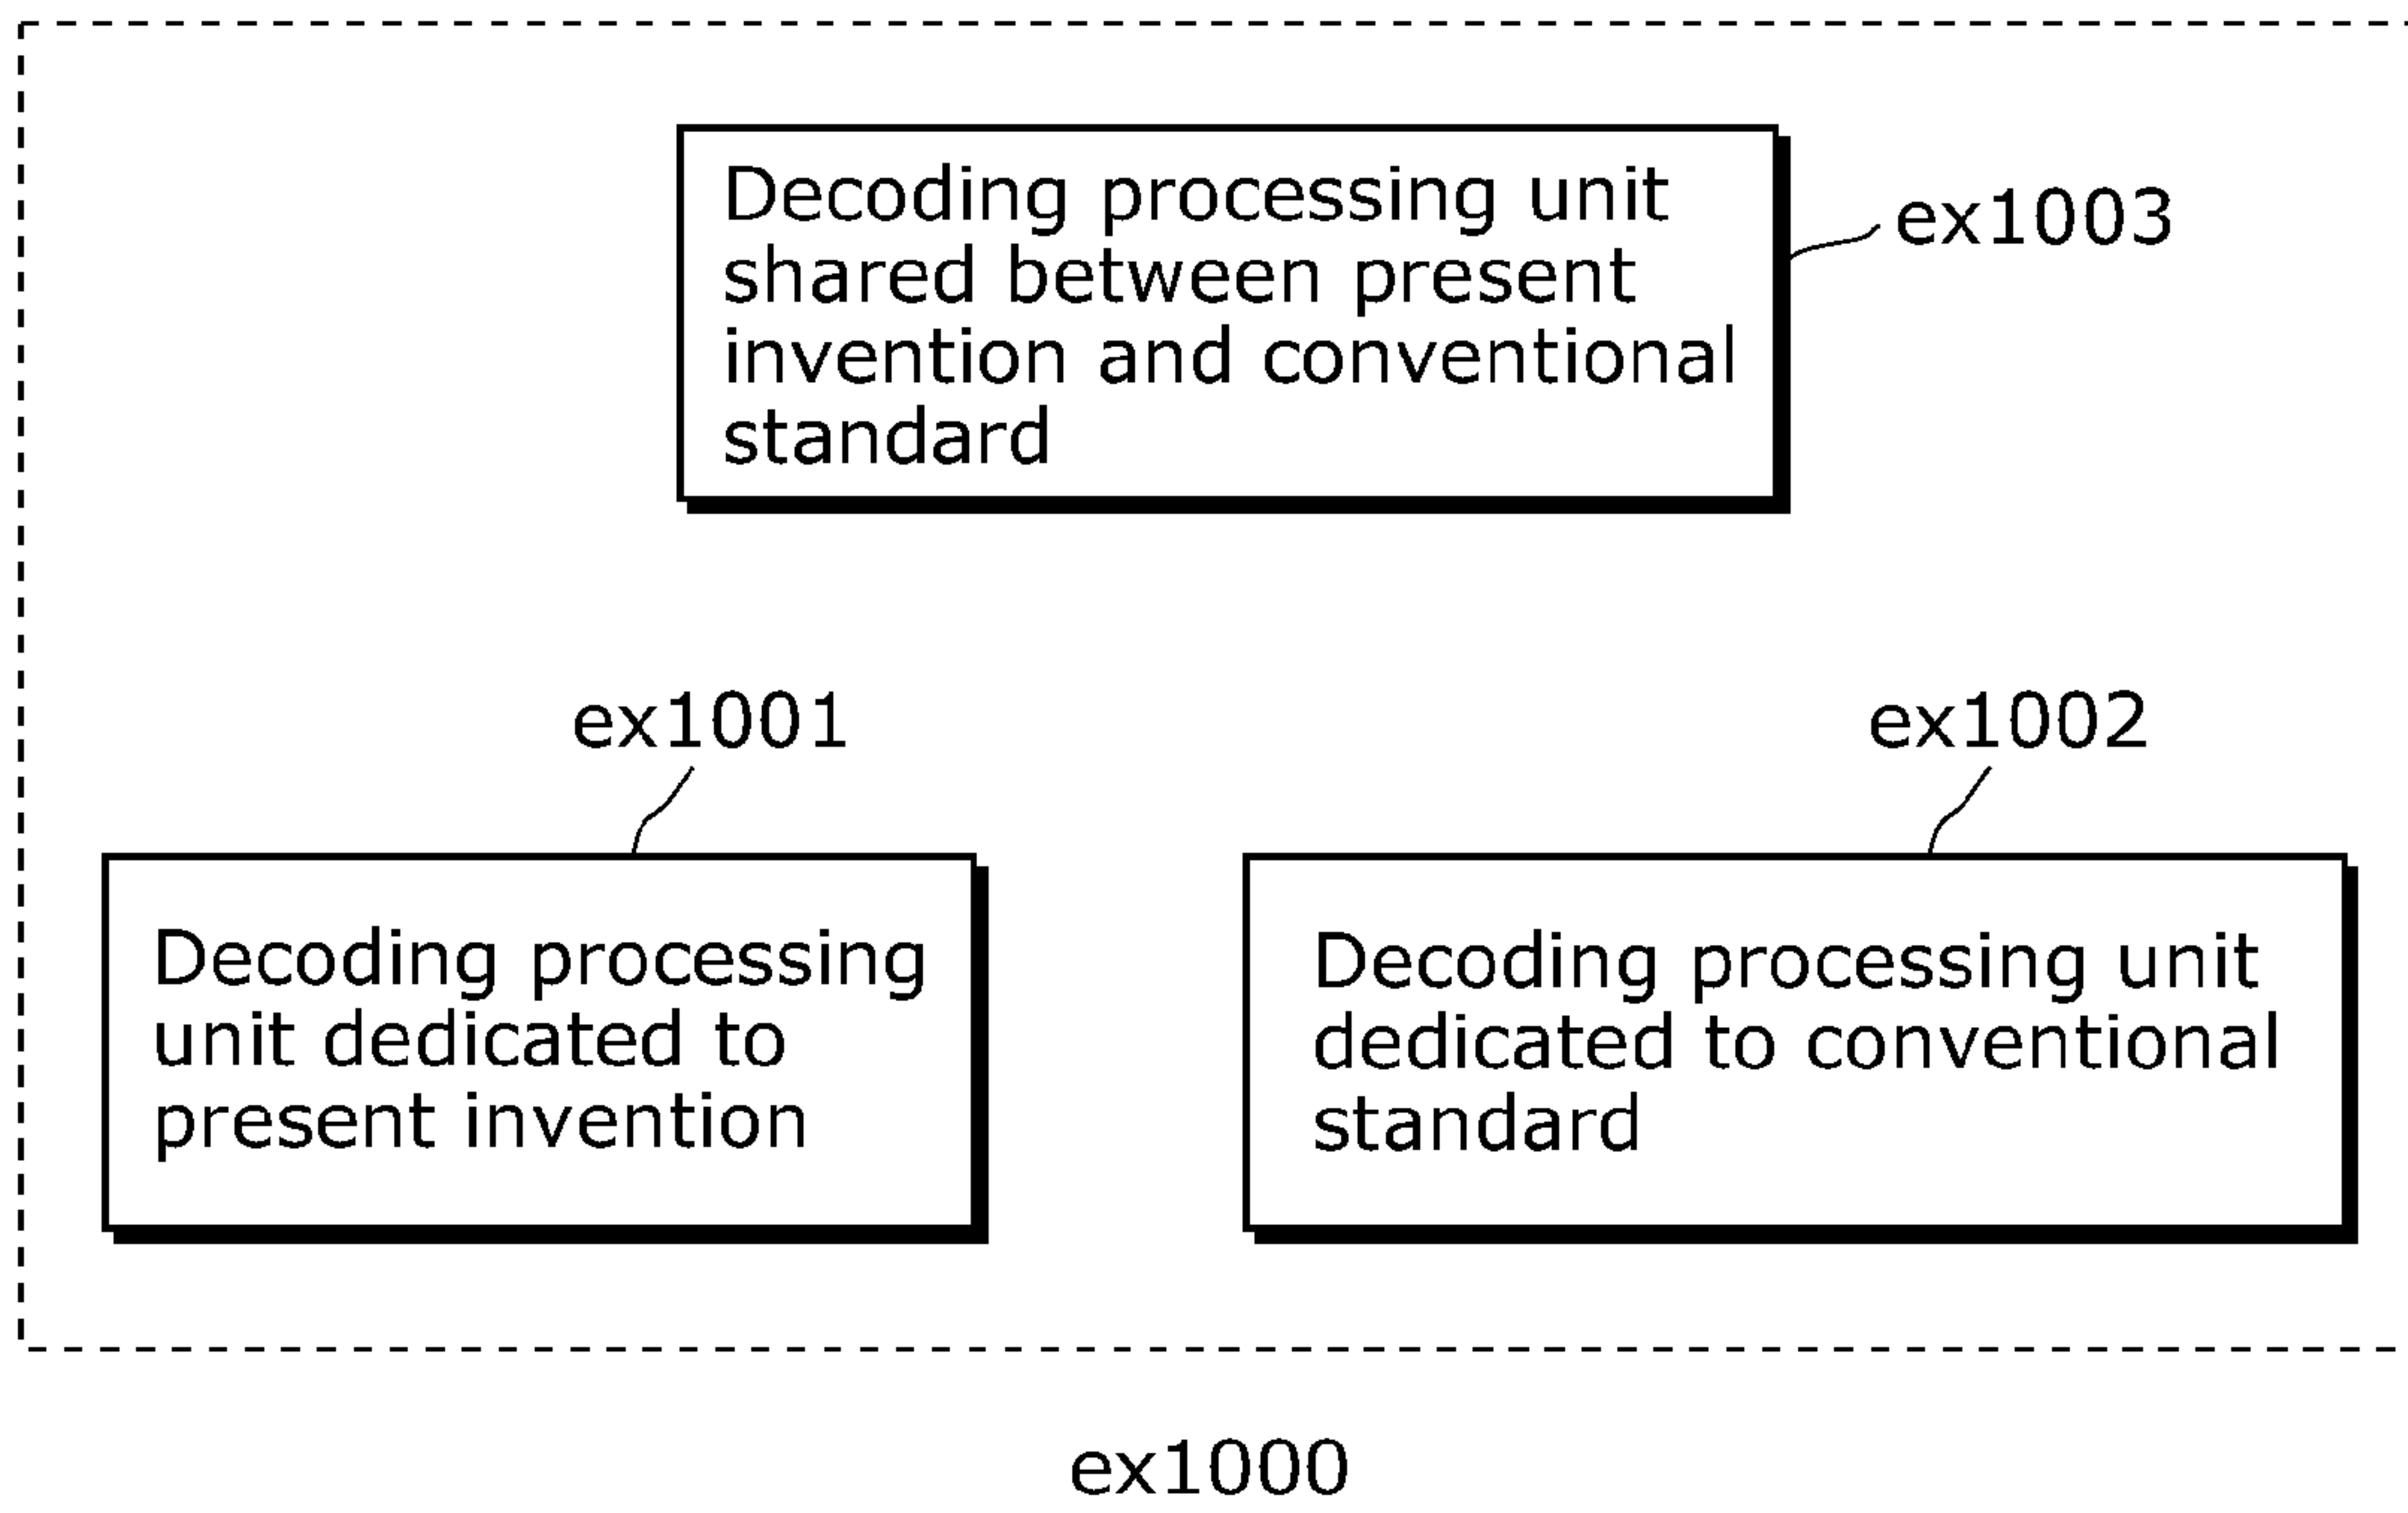 Decoding processing unit
shared between present
invention and conventional
standard
ex1003
ex1001
ex1002
Decoding processing
unit dedicated to
present invention
Decoding processing unit
dedicated to conventional
standard
ex1000